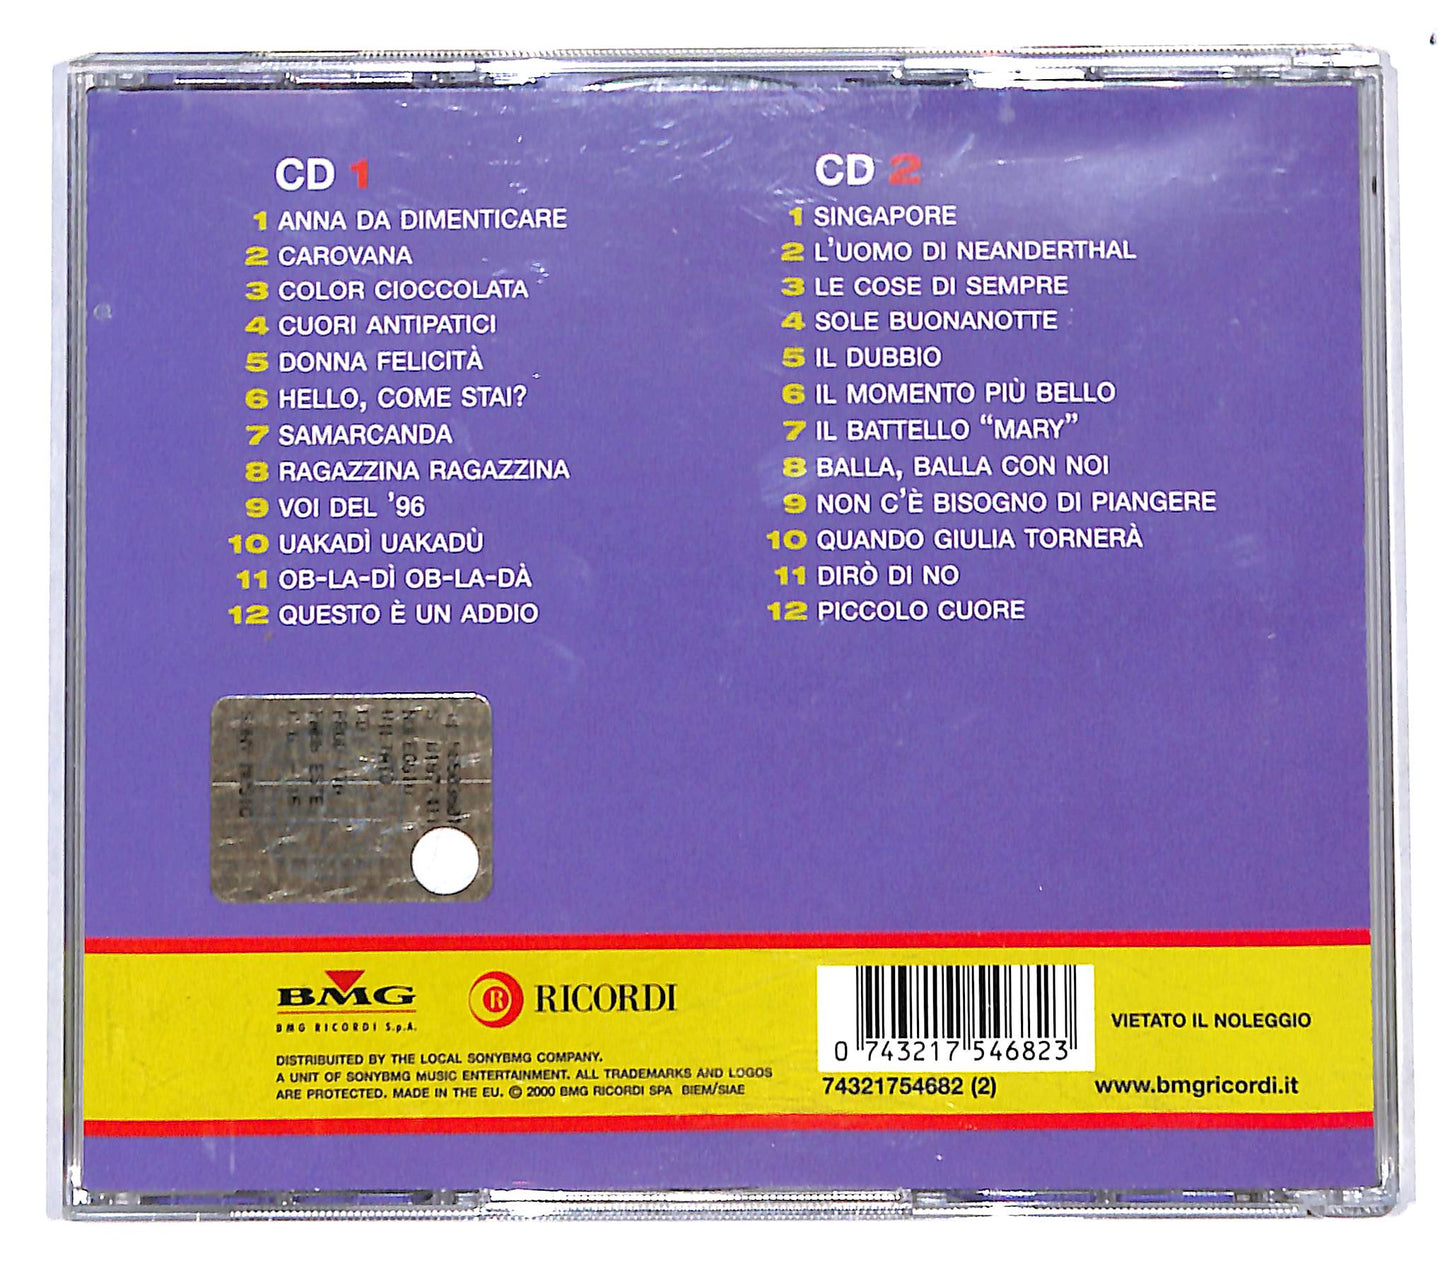 CD 1
1 ANNA DA DIMENTICARE
2 CAROVANA
3 COLOR CIOCCOLATA
4 CUORI ANTIPATICI
5 DONNA FELICITÀ
6 HELLO, COME STAI?
7 SAMARCANDA
8 RAGAZZINA RAGAZZINA
9 VOI DEL '96
10 UAKADÌ UAKADÙ
11 OB-LA-DÌ OB-LA-DÀ
12 QUESTO È UN ADDIO
CD 2
1 SINGAPORE
2 L'UOMO DI NEANDERTHAL
3 LE COSE DI SEMPRE
4 SOLE BUONANOTTE
5 IL DUBBIO
6 IL MOMENTO PIÙ BELLO
7 IL BATTELLO “MARY”
8 BALLA, BALLA CON NOI
9 NON C'È BISOGNO DI PIANGERE
10 QUANDO GIULIA TORNERÀ
11 DIRÒ DI NO
12 PICCOLO CUORE
BMG
BMG RICORDI S.p.A.
R RICORDI
DISTRIBUITED BY THE LOCAL SONYBMG COMPANY.
A UNIT OF SONYBMG MUSIC ENTERTAINMENT. ALL TRADEMARKS AND LOGOS
ARE PROTECTED. MADE IN THE EU. © 2000 BMG RICORDI SPA BIEM/SIAE
0 743217 546823
74321754682 (2)
VIETATO IL NOLEGGIO
www.bmgricordi.it